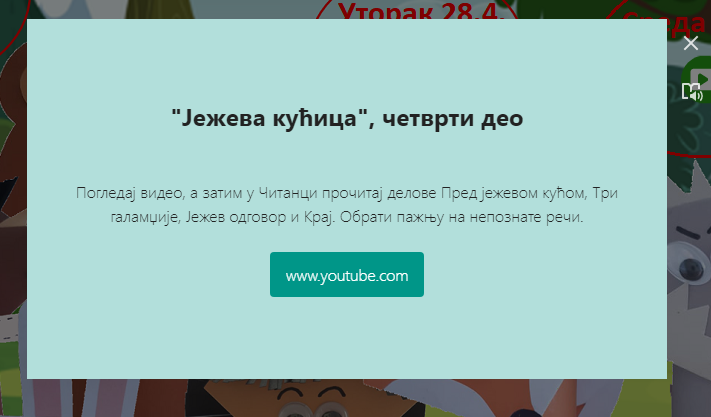 Уторак 28.4.
"Јежева кућица", четврти део
Погледај видео, а затим у Читанци прочитај делове Пред јежевом кућом, Три
галамџије, Јежев одговор и Крај. Обрати пажњу на непознате речи.
www.youtube.com